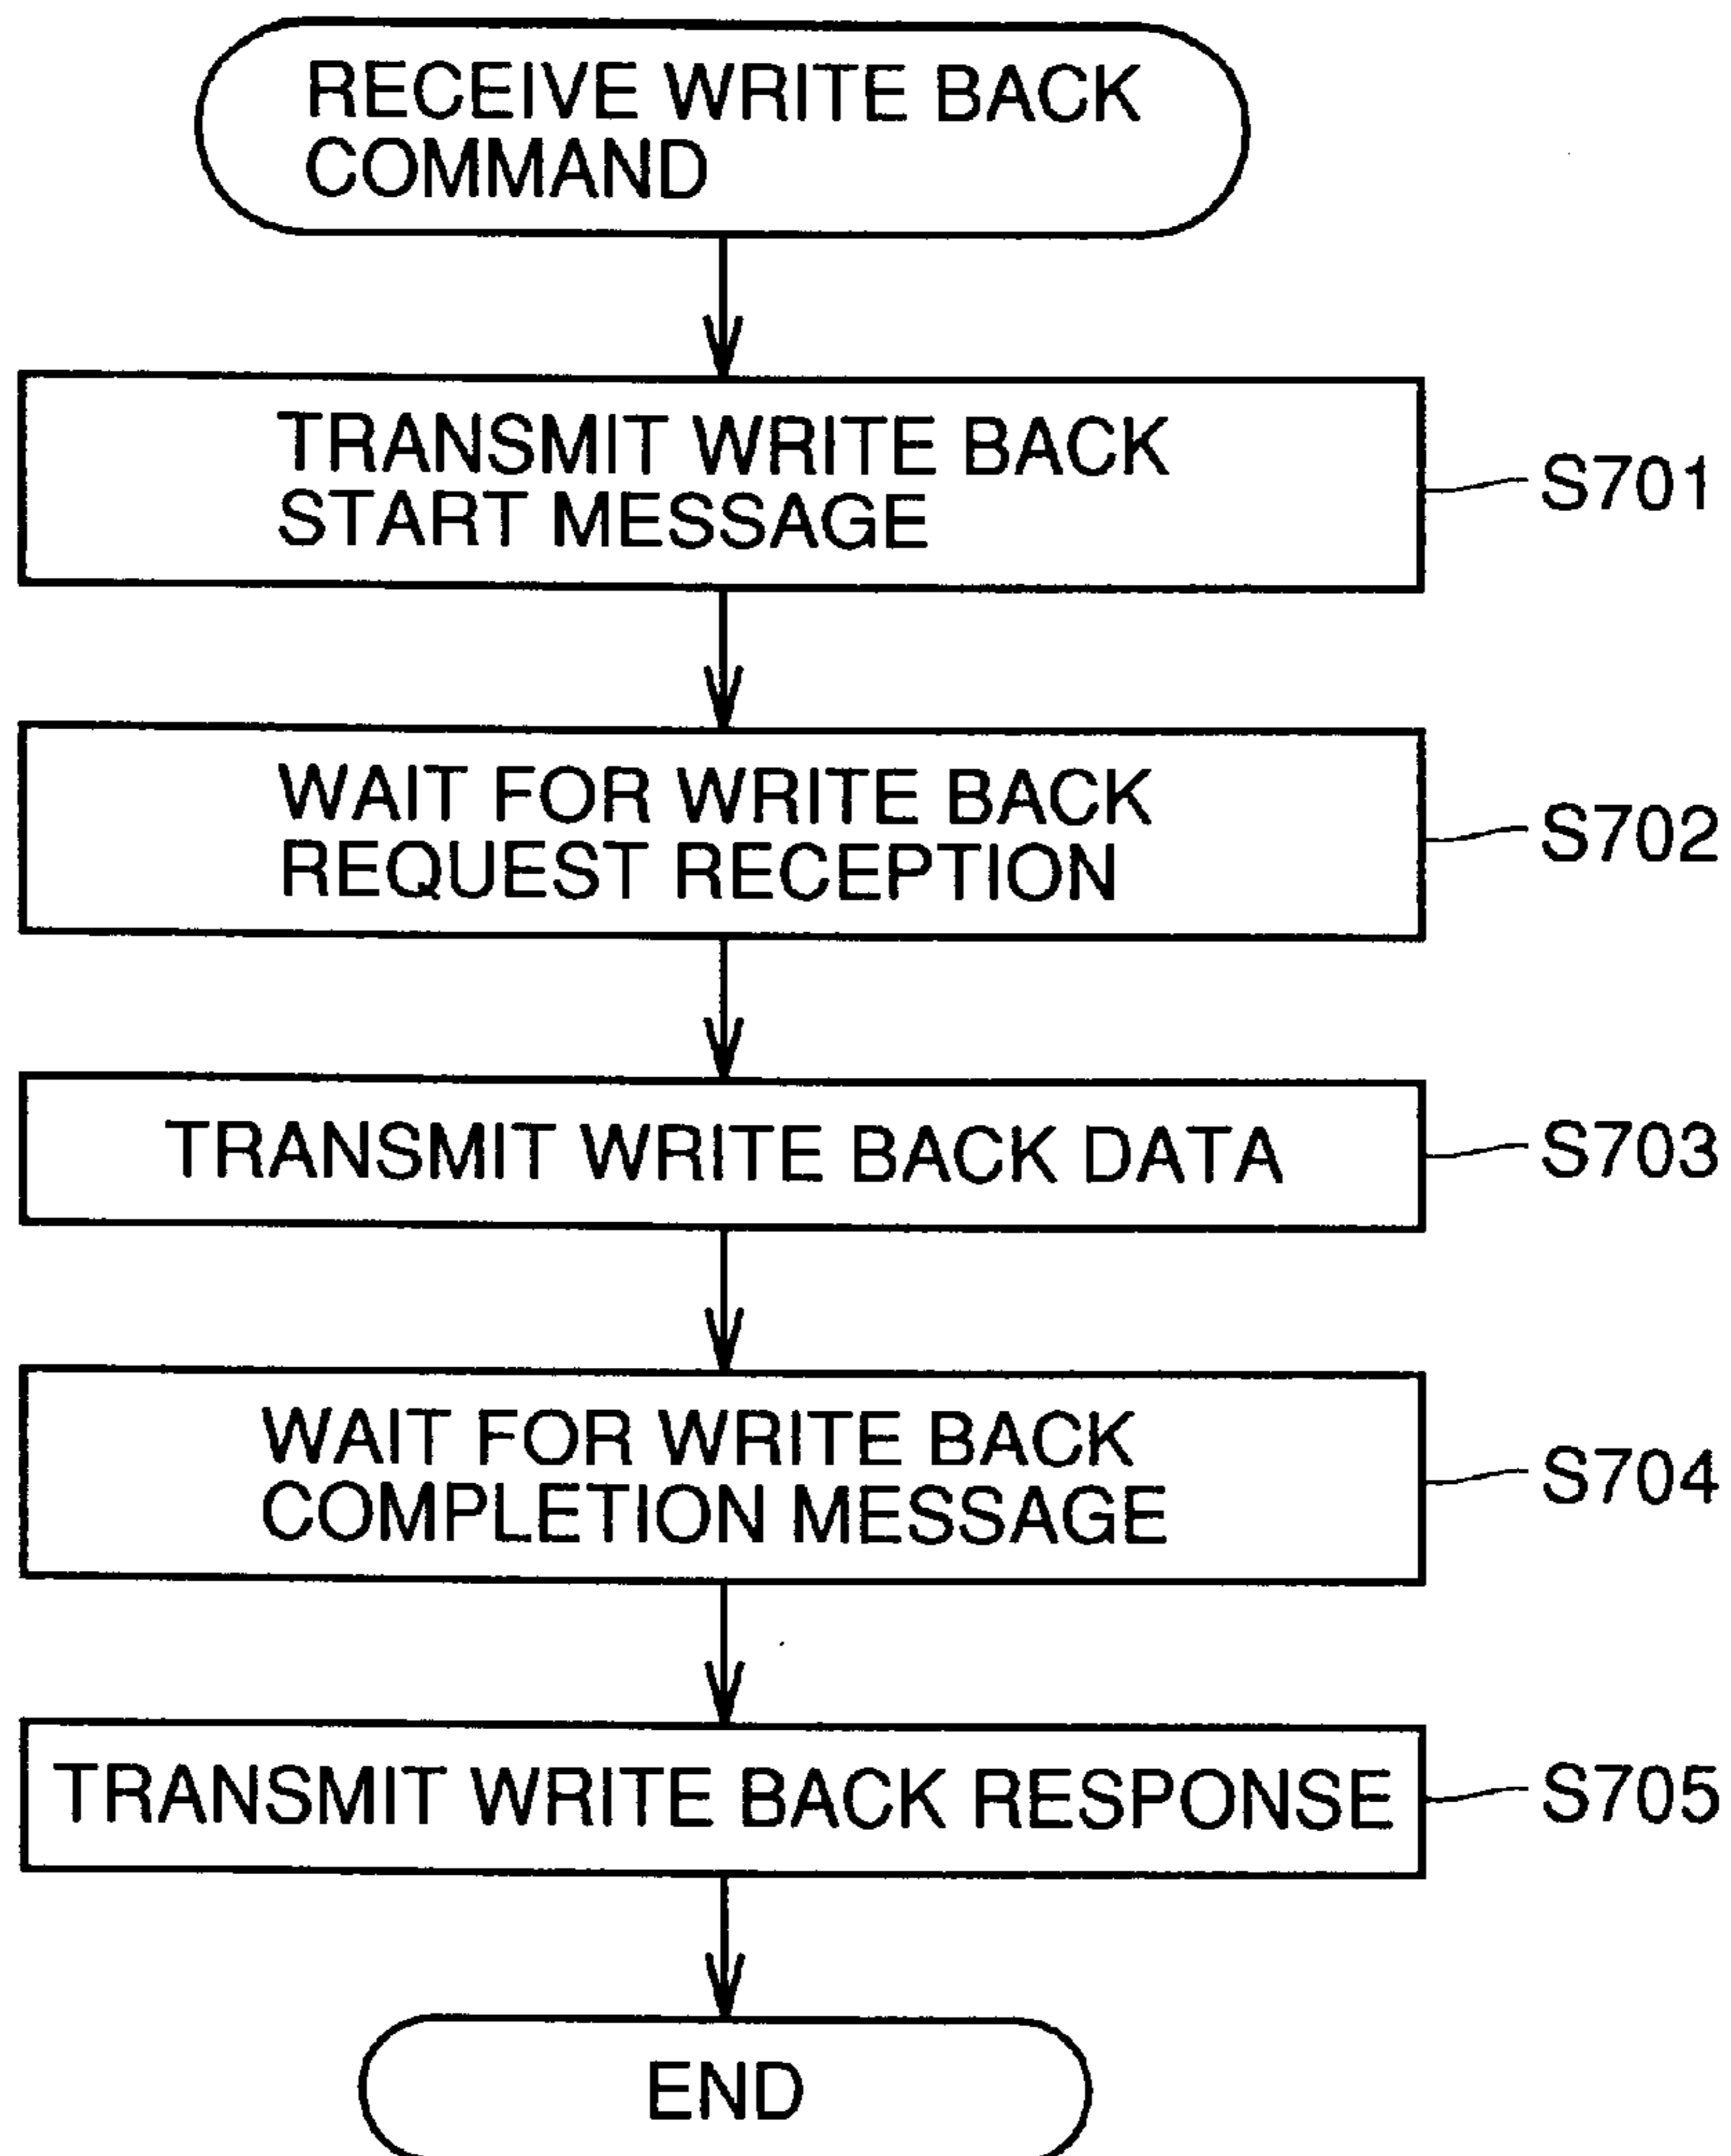 RECEIVE WRITE BACK
COMMAND
TRANSMIT WRITE BACK
START MESSAGE
S701
WAIT FOR WRITE BACK
REQUEST RECEPTION
S702
TRANSMIT WRITE BACK DATA
S703
WAIT FOR WRITE BACK
COMPLETION MESSAGE
S704
TRANSMIT WRITE BACK RESPONSE
S705
END